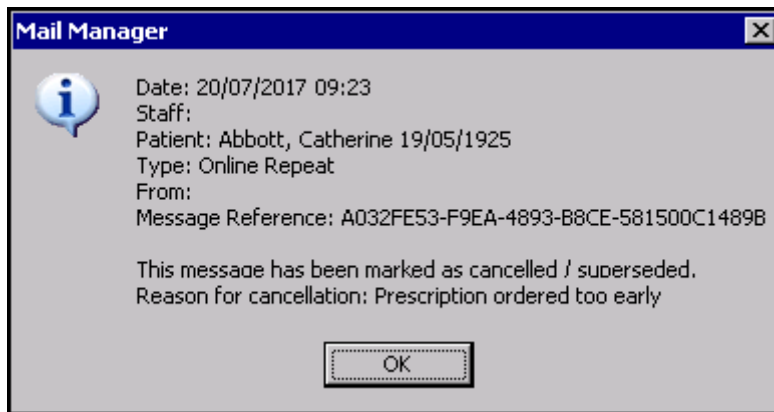 Mail Manager
Date: 20/07/2017 09:23
Staff:
Patient: Abbott, Catherine 19/05/1925
Type: Online Repeat
From:
Message Reference: A032FE53-F9EA-4893-B8CE-581500C1489B
This message has been marked as cancelled / superseded.
Reason for cancellation: Prescription ordered too early
OK